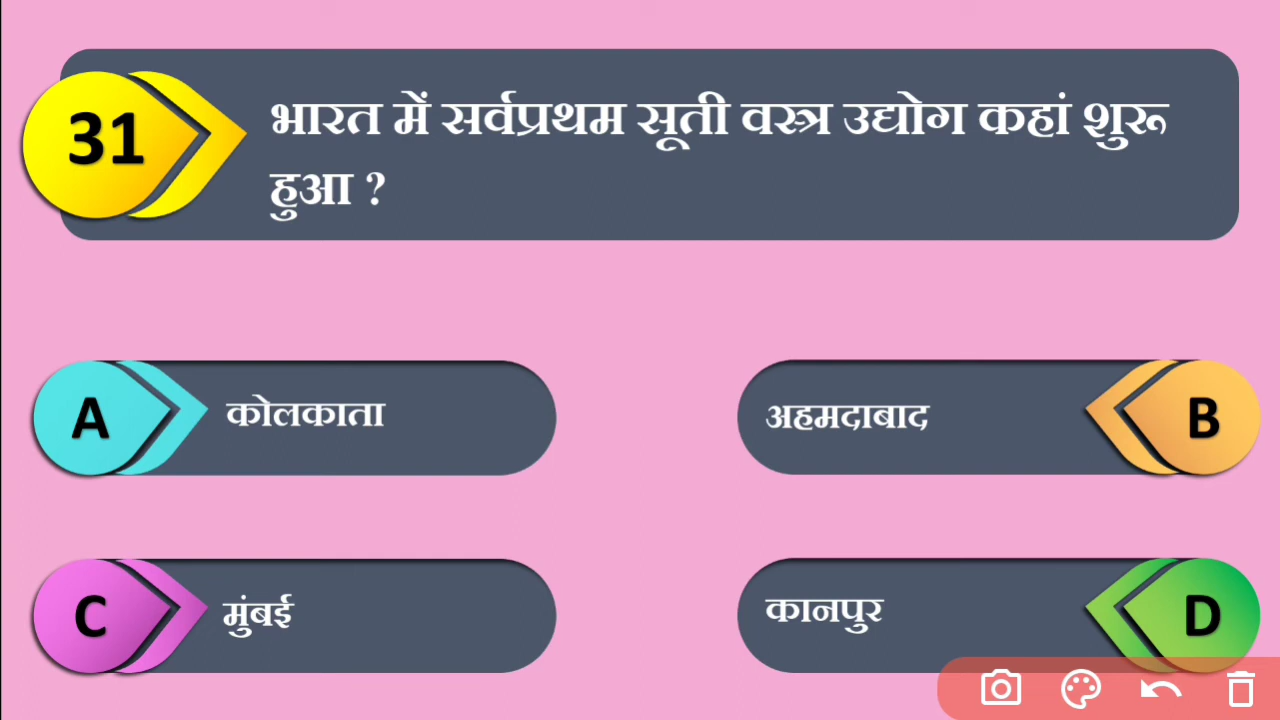 31
भारत में सर्वप्रथम सूती वस्त्र उद्योग कहां शुरू
हुआ ?
A कोलकाता
अहमदाबाद B
C मुंबई
कानपुर D